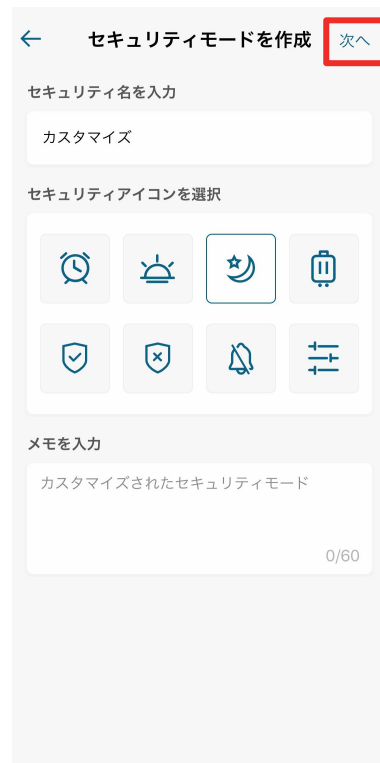 セキュリティモードを作成 次へ
セキュリティ名を入力
カスタマイズ
セキュリティアイコンを選択
メモを入力
カスタマイズされたセキュリティモード
0/60